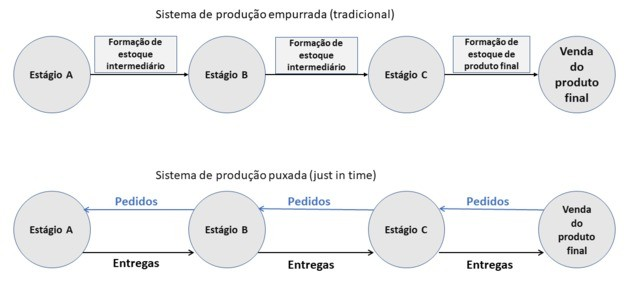 Sistema de produção empurrada (tradicional)
Estágio A
Formação de
estoque
intermediário
Estágio B
Formação de
estoque
intermediário
Estágio C
Formação de
estoque de
produto final
Venda
do
produto
final
Sistema de produção puxada (just in time)
Estágio A
Pedidos
Entregas
Estágio B
Pedidos
Entregas
Estágio C
Pedidos
Entregas
Venda
do
produto
final